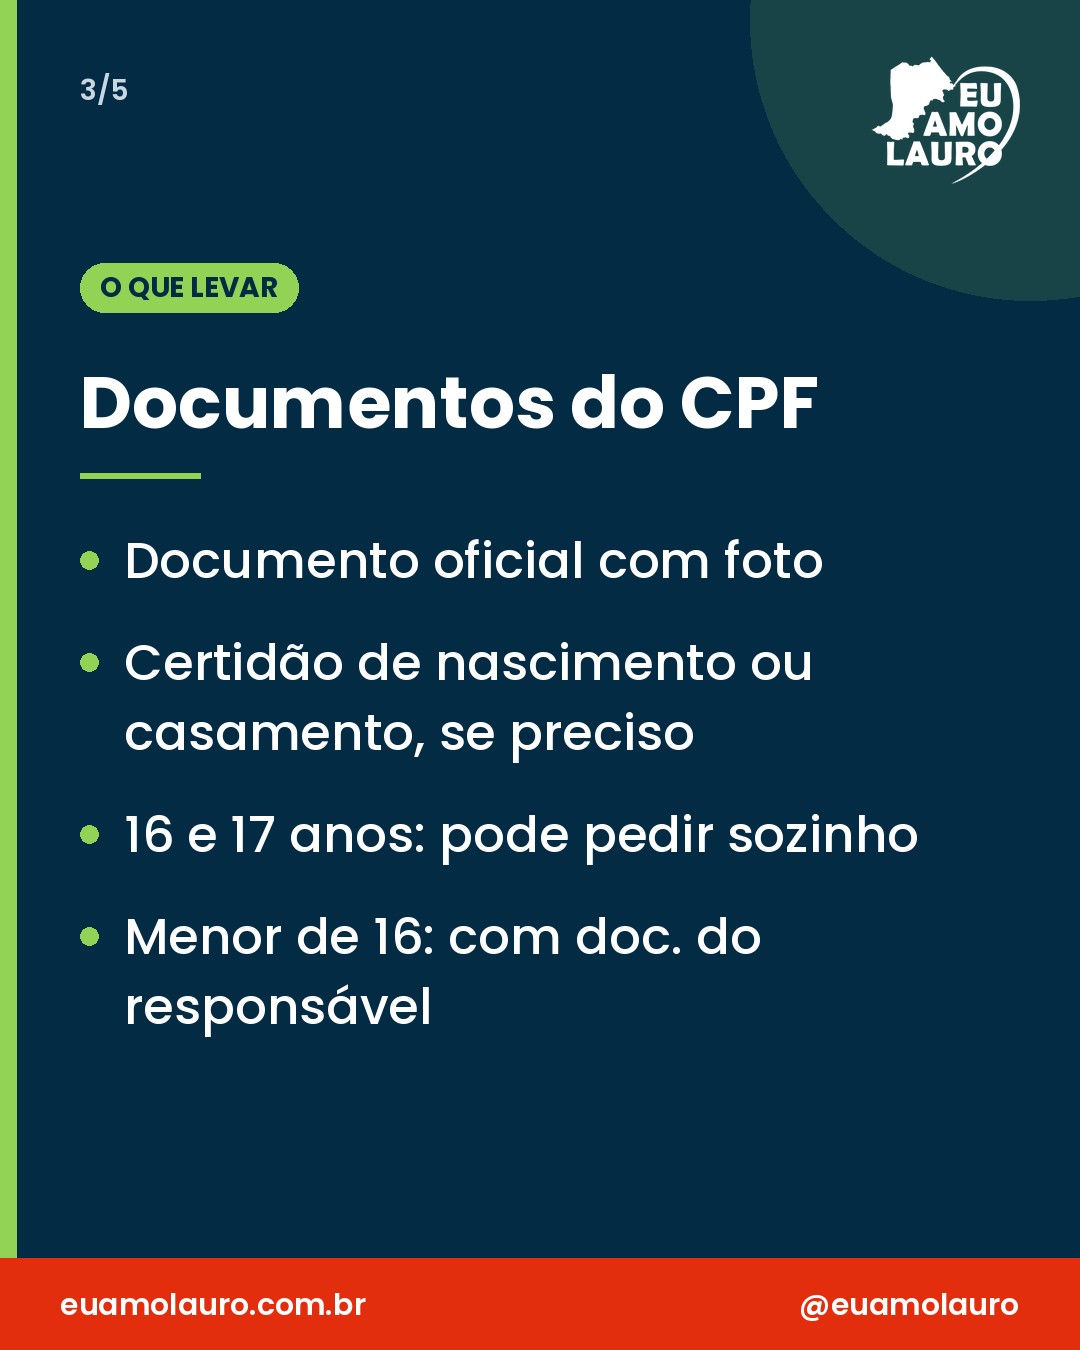 3/5
EU
AMO
LAURO
O QUE LEVAR
Documentos do CPF
Documento oficial com foto
Certidão de nascimento ou
casamento, se preciso
16 e 17 anos: pode pedir sozinho
Menor de 16: com doc. do
responsável
euamolauro.com.br
@euamolauro